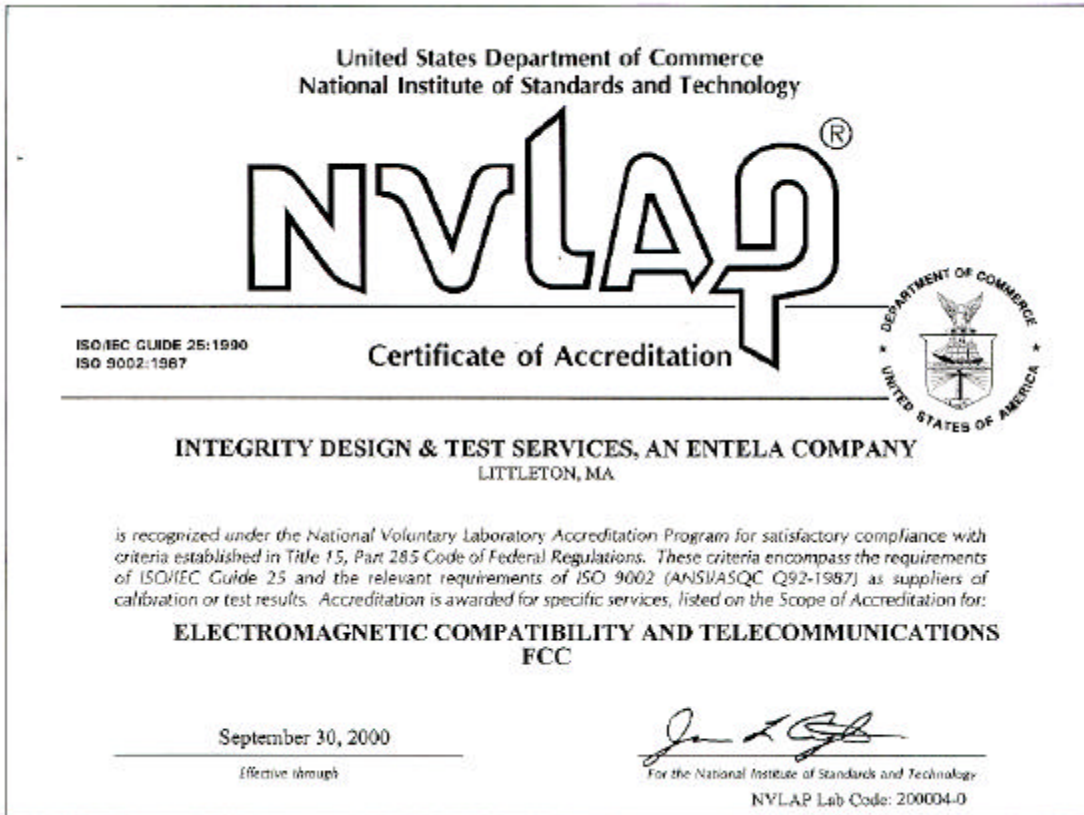 United States Department of Commerce
National Institute of Standards and Technology
NVLAP®
ISO/IEC GUIDE 25:1990
ISO 9002:1987
Certificate of Accreditation
DEPARTMENT OF COMMERCE
★ UNITED STATES OF AMERICA ★
INTEGRITY DESIGN & TEST SERVICES, AN ENTELA COMPANY
LITTLETON, MA
is recognized under the National Voluntary Laboratory Accreditation Program for satisfactory compliance with
criteria established in Title 15, Part 285 Code of Federal Regulations. These criteria encompass the requirements
of ISO/IEC Guide 25 and the relevant requirements of ISO 9002 (ANSI/ASQC Q92-1987) as suppliers of
calibration or test results. Accreditation is awarded for specific services, listed on the Scope of Accreditation for:
ELECTROMAGNETIC COMPATIBILITY AND TELECOMMUNICATIONS
FCC
September 30, 2000
Effective through
For the National Institute of Standards and Technology
NVLAP Lab Code: 200004-0